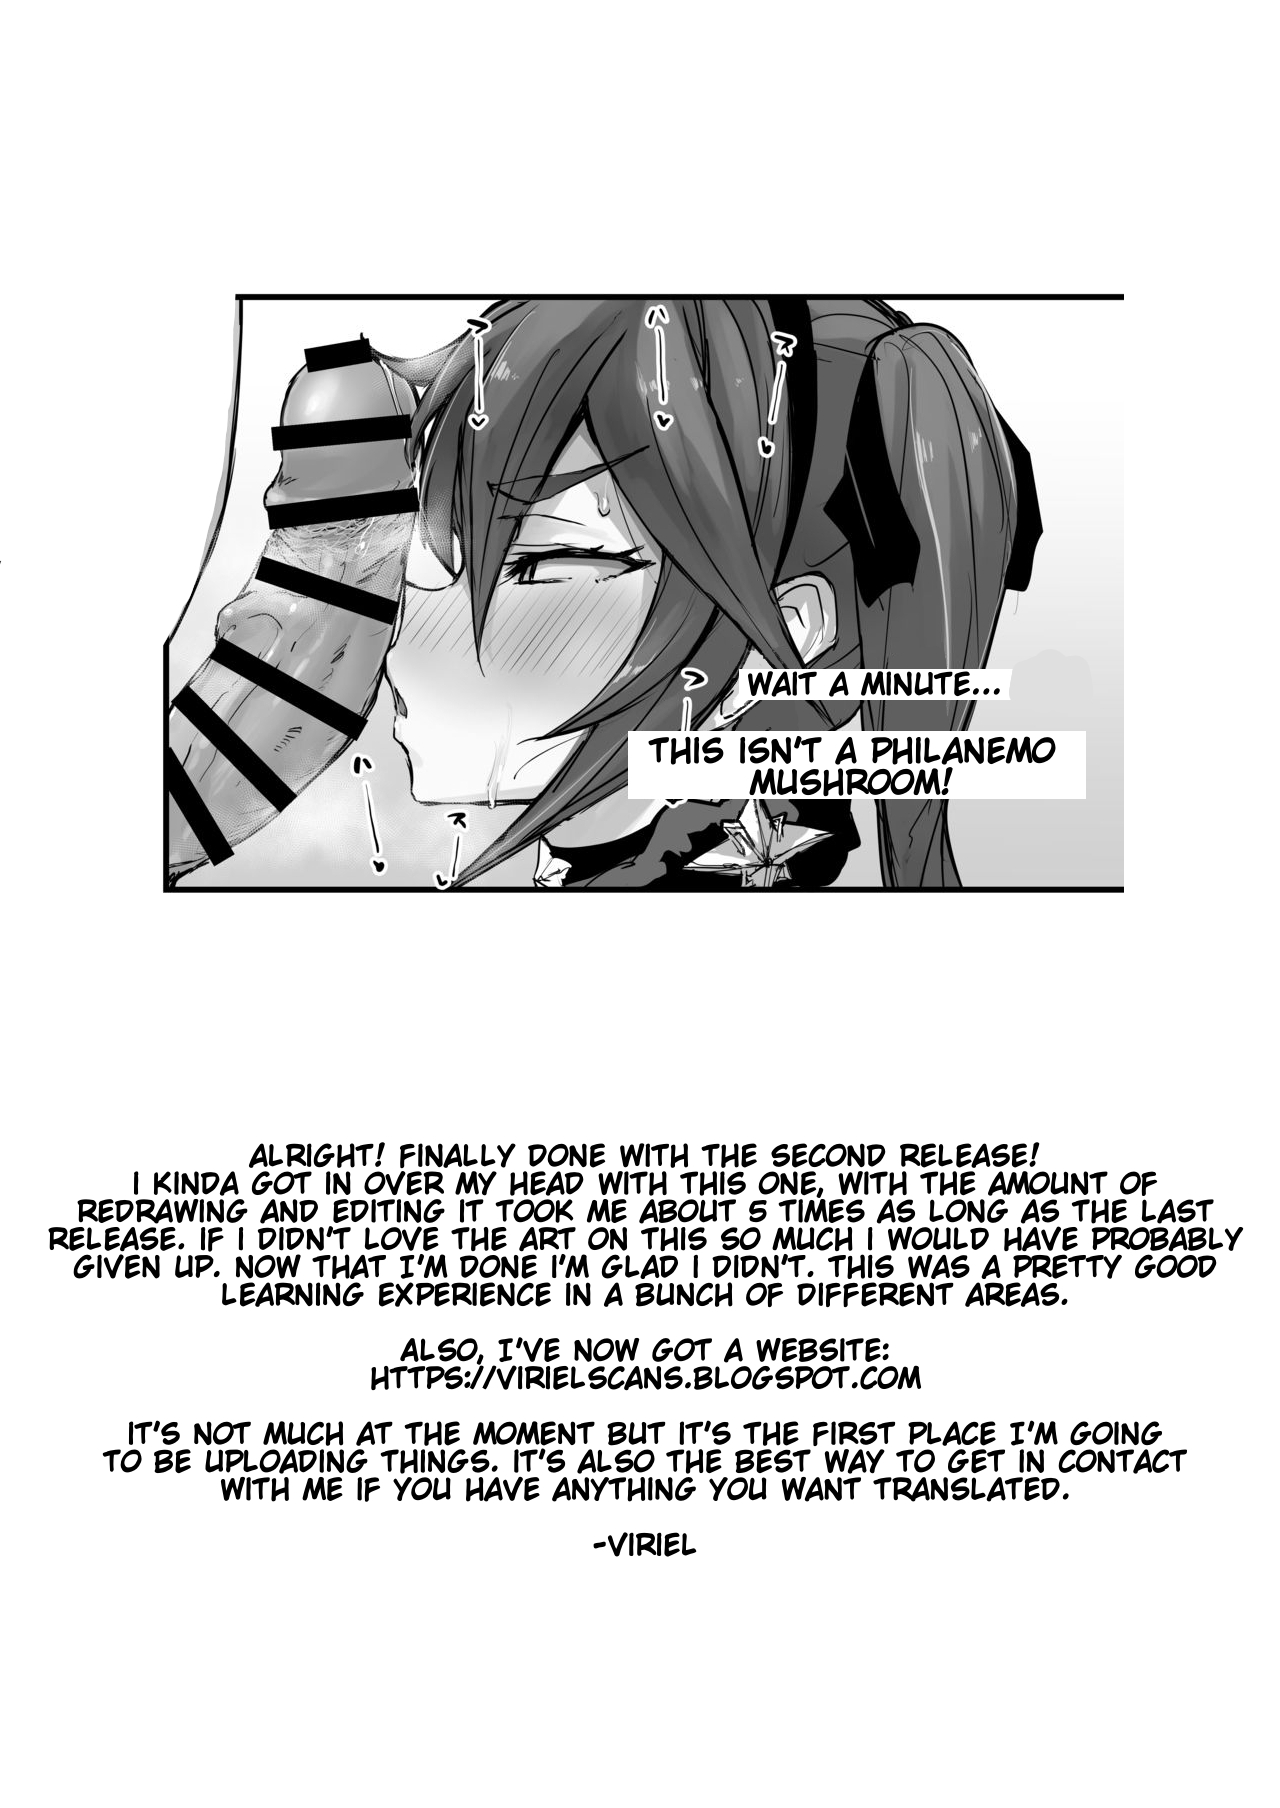 ス
ハ
ス
WAIT A MINUTE...
THIS ISN'T A PHILANEMO
MUSHROOM!
ス
ハ
ス
ALRIGHT! FINALLY DONE WITH THE SECOND RELEASE!
I KINDA GOT IN OVER MY HEAD WITH THIS ONE, WITH THE AMOUNT OF
REDRAWING AND EDITING IT TOOK ME ABOUT 5 TIMES AS LONG AS THE LAST
RELEASE. IF I DIDN'T LOVE THE ART ON THIS SO MUCH I WOULD HAVE PROBABLY
GIVEN UP. NOW THAT I'M DONE I'M GLAD I DIDN'T. THIS WAS A PRETTY GOOD
LEARNING EXPERIENCE IN A BUNCH OF DIFFERENT AREAS.
ALSO, I'VE NOW GOT A WEBSITE:
HTTPS://VIRIELSCANS.BLOGSPOT.COM
IT'S NOT MUCH AT THE MOMENT BUT IT'S THE FIRST PLACE I'M GOING
TO BE UPLOADING THINGS. IT'S ALSO THE BEST WAY TO GET IN CONTACT
WITH ME IF YOU HAVE ANYTHING YOU WANT TRANSLATED.
-VIRIEL